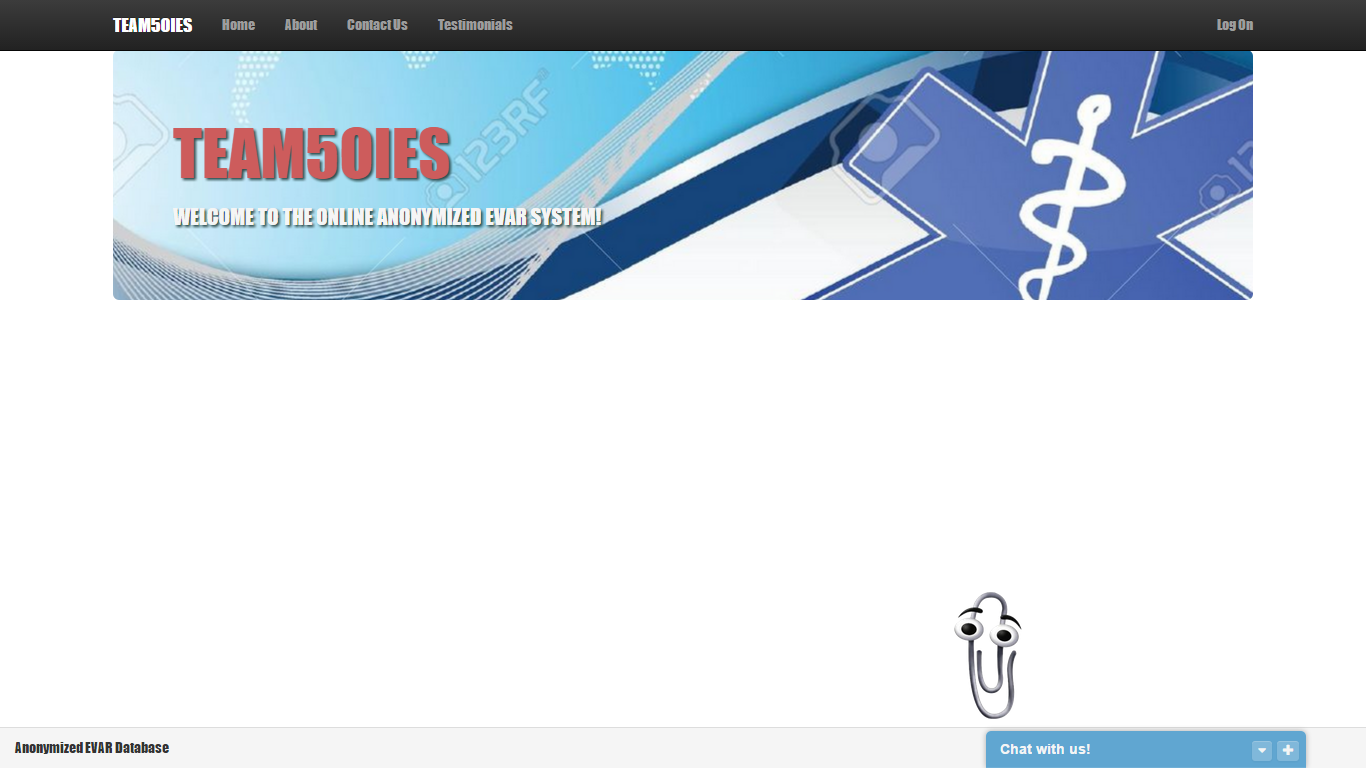 TEAM5OIES Home About Contact Us Testimonials Log On
TEAM5OIES
WELCOME TO THE ONLINE ANONYMIZED EVAR SYSTEM!
123RF
Anonymized EVAR Database
Chat with us!